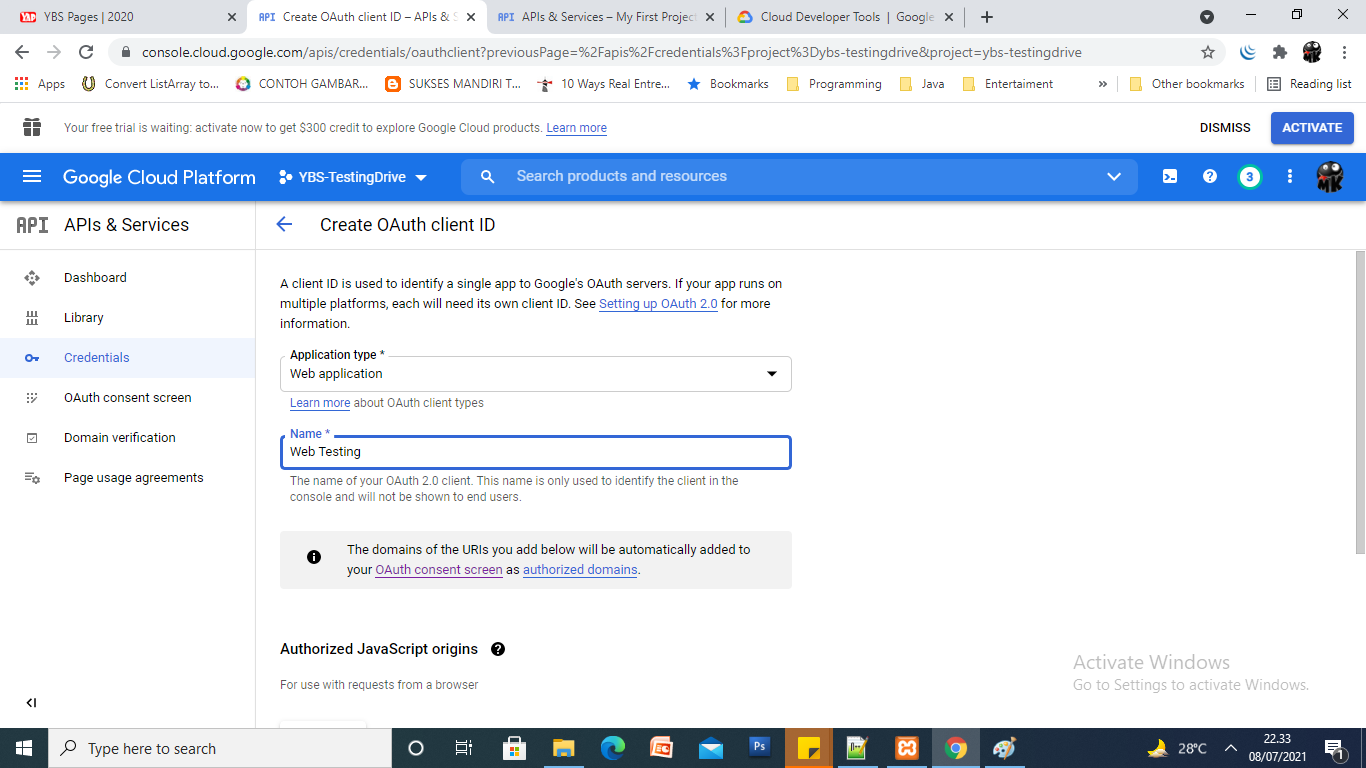 YBS Pages | 2020
Create OAuth client ID – APIs & S
APIs & Services – My First Projec
Cloud Developer Tools | Google
console.cloud.google.com/apis/credentials/oauthclient?previousPage=%2Fapis%2Fcredentials%3Fproject%3Dybs-testingdrive&project=ybs-testingdrive
Apps
Convert ListArray to...
CONTOH GAMBAR...
SUKSES MANDIRI T...
10 Ways Real Entre...
Bookmarks
Programming
Java
Entertaiment
»
Other bookmarks
Reading list
Your free trial is waiting: activate now to get $300 credit to explore Google Cloud products. Learn more
DISMISS
ACTIVATE
Google Cloud Platform
YBS-TestingDrive
Search products and resources
3
MK
API APIs & Services
Create OAuth client ID
Dashboard
Library
Credentials
OAuth consent screen
Domain verification
Page usage agreements
A client ID is used to identify a single app to Google's OAuth servers. If your app runs on
multiple platforms, each will need its own client ID. See Setting up OAuth 2.0 for more
information.
Application type *
Web application
Learn more about OAuth client types
Name *
Web Testing
The name of your OAuth 2.0 client. This name is only used to identify the client in the
console and will not be shown to end users.
The domains of the URIs you add below will be automatically added to
your OAuth consent screen as authorized domains.
Authorized JavaScript origins
For use with requests from a browser
Activate Windows
Go to Settings to activate Windows.
Type here to search
Ps
28°C
22.33
08/07/2021
1